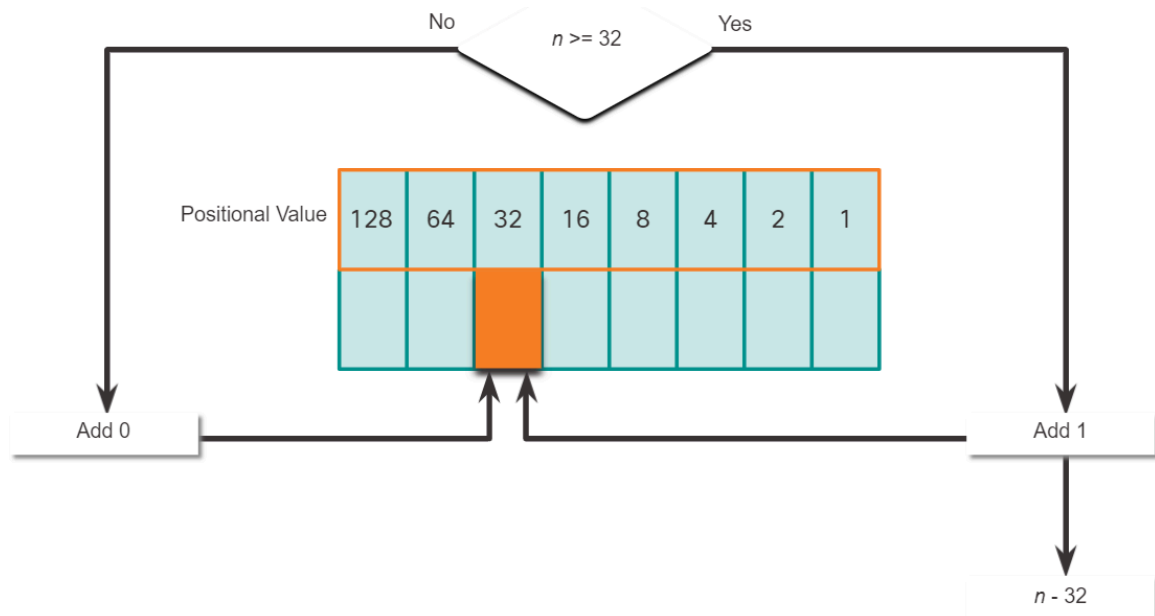 No
n >= 32
Yes
Positional Value
128 64 32 16 8 4 2 1
Add 0
Add 1
n - 32